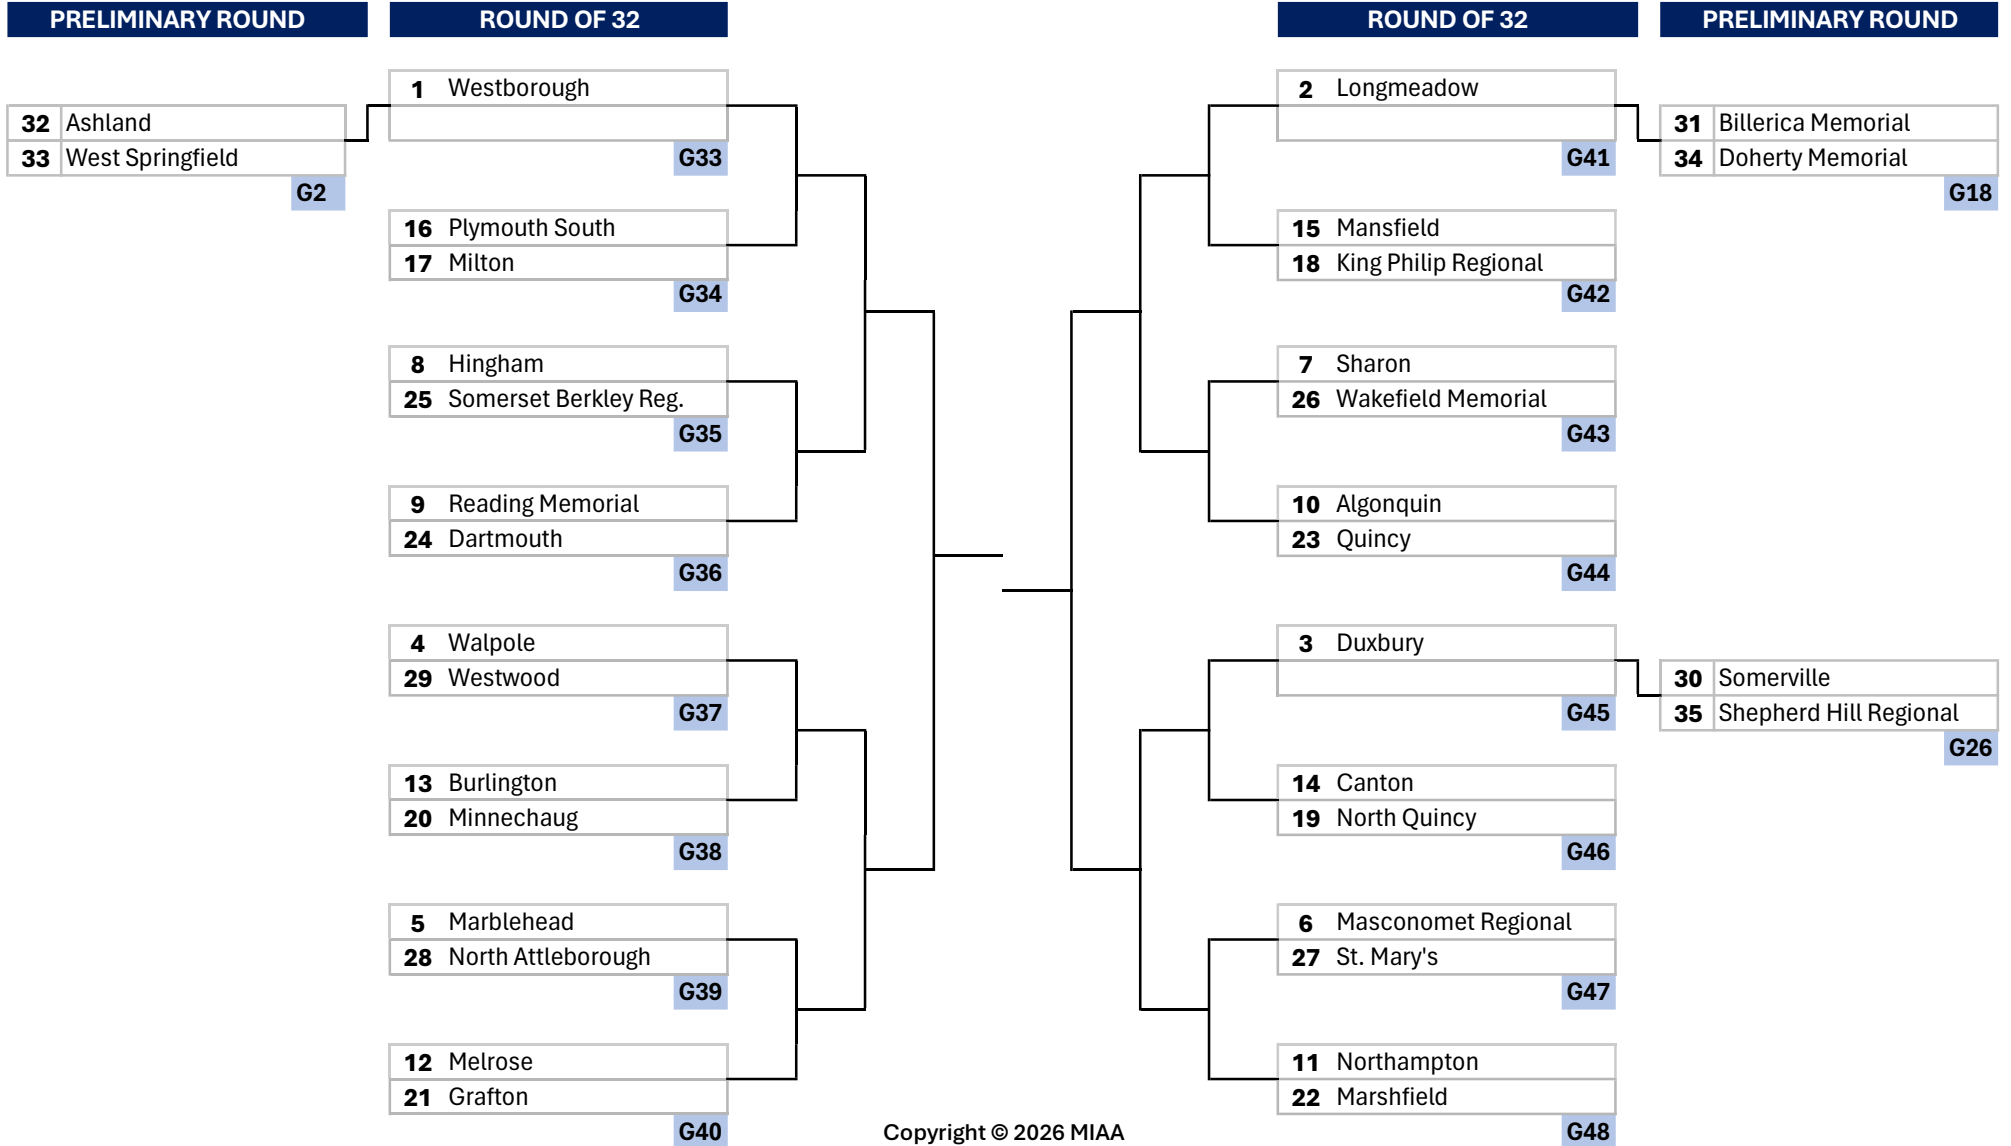 PRELIMINARY ROUND
ROUND OF 32
ROUND OF 32
PRELIMINARY ROUND
32 Ashland
33 West Springfield
G2
1 Westborough
G33
16 Plymouth South
17 Milton
G34
8 Hingham
25 Somerset Berkley Reg.
G35
9 Reading Memorial
24 Dartmouth
G36
4 Walpole
29 Westwood
G37
13 Burlington
20 Minnechaug
G38
5 Marblehead
28 North Attleborough
G39
12 Melrose
21 Grafton
G40
2 Longmeadow
G41
15 Mansfield
18 King Philip Regional
G42
7 Sharon
26 Wakefield Memorial
G43
10 Algonquin
23 Quincy
G44
3 Duxbury
G45
14 Canton
19 North Quincy
G46
6 Masconomet Regional
27 St. Mary's
G47
11 Northampton
22 Marshfield
G48
31 Billerica Memorial
34 Doherty Memorial
G18
30 Somerville
35 Shepherd Hill Regional
G26
Copyright © 2026 MIAA